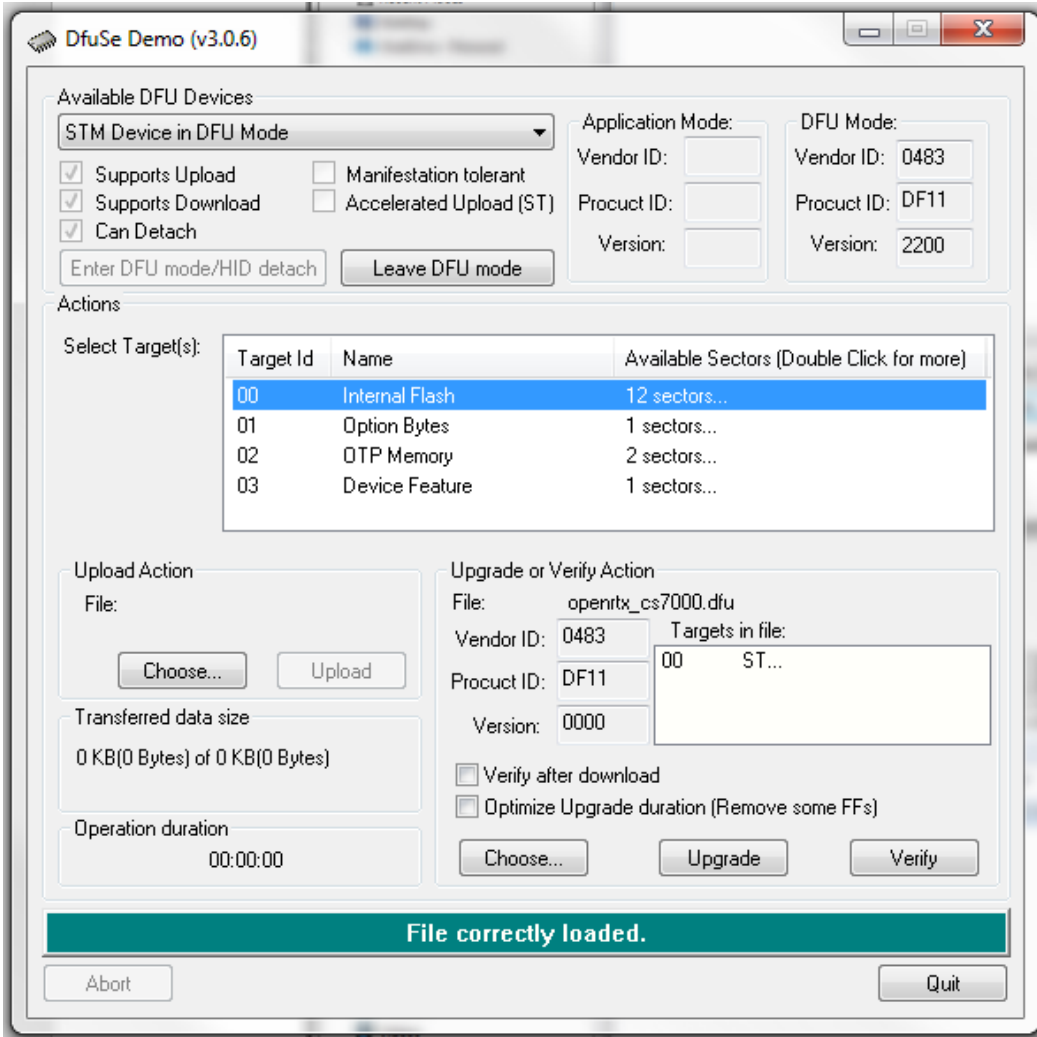 DfuSe Demo (v3.0.6)
Available DFU Devices
STM Device in DFU Mode
Supports Upload
Manifestation tolerant
Supports Download
Accelerated Upload (ST)
Can Detach
Enter DFU mode/HID detach
Leave DFU mode
Application Mode:
Vendor ID:
Procuct ID:
Version:
DFU Mode:
Vendor ID: 0483
Procuct ID: DF11
Version: 2200
Actions
Select Target(s):
Target Id Name Available Sectors (Double Click for more)
00 Internal Flash 12 sectors...
01 Option Bytes 1 sectors...
02 OTP Memory 2 sectors...
03 Device Feature 1 sectors...
Upload Action
File:
Choose... Upload
Transferred data size
0 KB(0 Bytes) of 0 KB(0 Bytes)
Operation duration
00:00:00
Upgrade or Verify Action
File: openrtx_cs7000.dfu
Vendor ID: 0483
Procuct ID: DF11
Version: 0000
Targets in file:
00 ST...
Verify after download
Optimize Upgrade duration (Remove some FFs)
Choose... Upgrade Verify
File correctly loaded.
Abort Quit